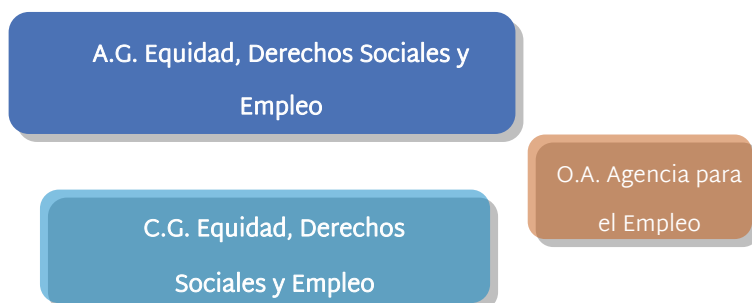 A.G. Equidad, Derechos Sociales y
Empleo
O.A. Agencia para
el Empleo
C.G. Equidad, Derechos
Sociales y Empleo